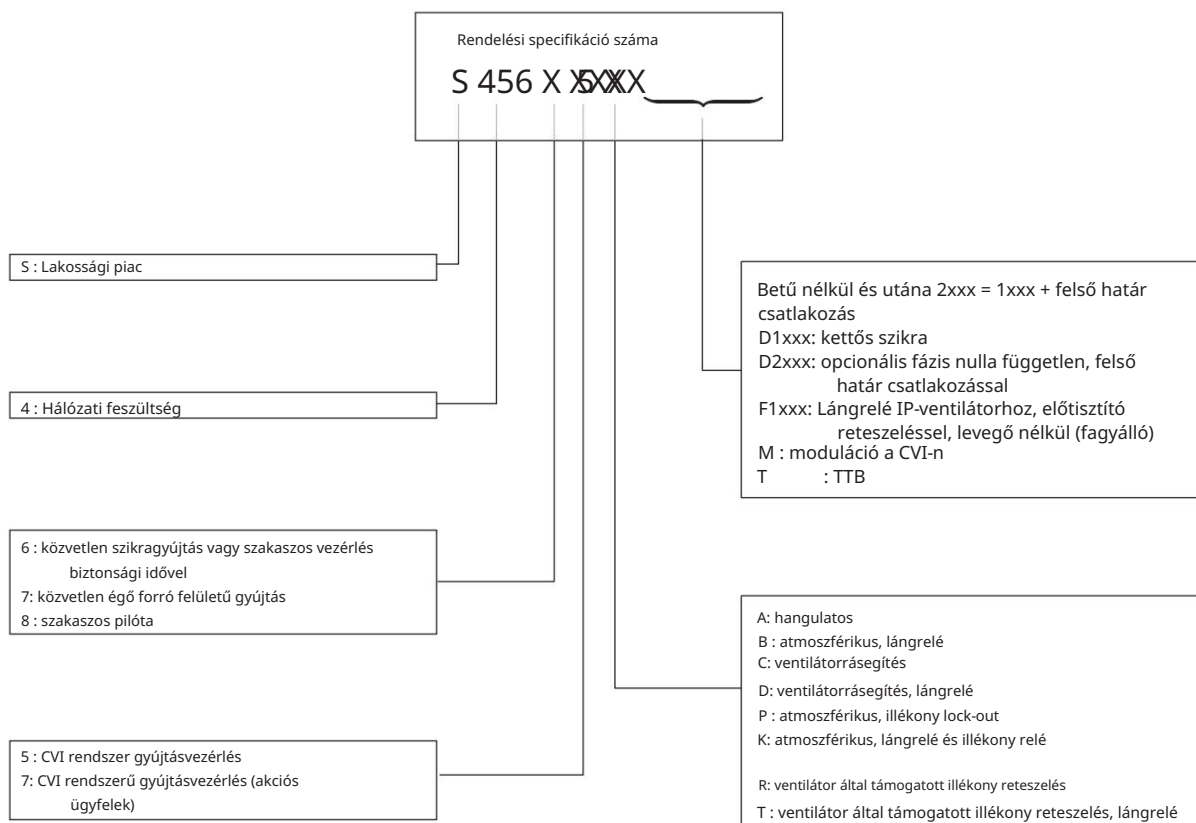 Rendelési specifikáció száma
S 456 X X5XXXX
S : Lakossági piac
4 : Hálózati feszültség
6 : közvetlen szikragyújtás vagy szakaszos vezérlés
biztonsági idővel
7: közvetlen égő forró felületű gyújtás
8 : szakaszos pilóta
5 : CVI rendszer gyújtásvezérlés
7: CVI rendszerű gyújtásvezérlés (akciós
ügyfelek)
Betű nélkül és utána 2xxx = 1xxx + felső határ
csatlakozás
D1xxx: kettős szikra
D2xxx: opcionális fázis nulla független, felső
határ csatlakozással
F1xxx: Lángrelé IP-ventilátorhoz, előtisztító
reteszeléssel, levegő nélkül (fagyálló)
M : moduláció a CVI-n
T : TTB
A: hangulatos
B : atmoszférikus, lángrelé
C: ventilátorrásegítés
D: ventilátorrásegítés, lángrelé
P : atmoszférikus, illékony lock-out
K: atmoszférikus, lángrelé és illékony relé
R: ventilátor által támogatott illékony reteszelés
T : ventilátor által támogatott illékony reteszelés, lángrelé